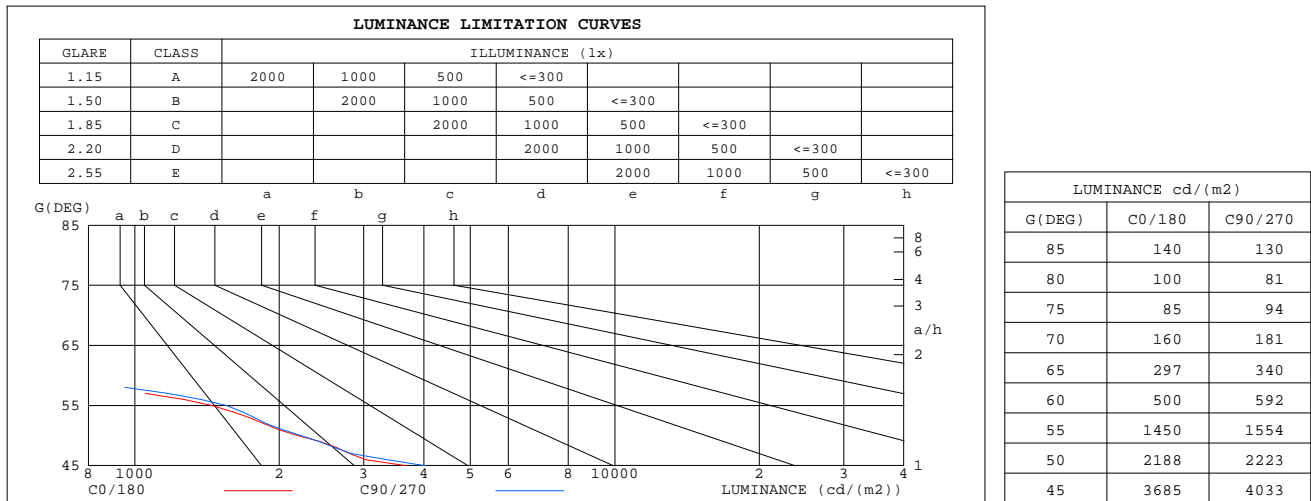 LUMINANCE LIMITATION CURVES
GLARE CLASS ILLUMINANCE (lx)
1.15 A 2000 1000 500 <=300
1.50 B 2000 1000 500 <=300
1.85 C 2000 1000 500 <=300
2.20 D 2000 1000 500 <=300
2.55 E 2000 1000 500 <=300
a b c d e f g h
G(DEG)
a b c d e f g h
85
75
65
55
45
8
6
4
3
a/h
2
1
8 1000 2 3 4 5 6 8 10000 2 3 4
C0/180 C90/270 LUMINANCE (cd/(m2))
LUMINANCE cd/(m2)
G(DEG) C0/180 C90/270
85 140 130
80 100 81
75 85 94
70 160 181
65 297 340
60 500 592
55 1450 1554
50 2188 2223
45 3685 4033